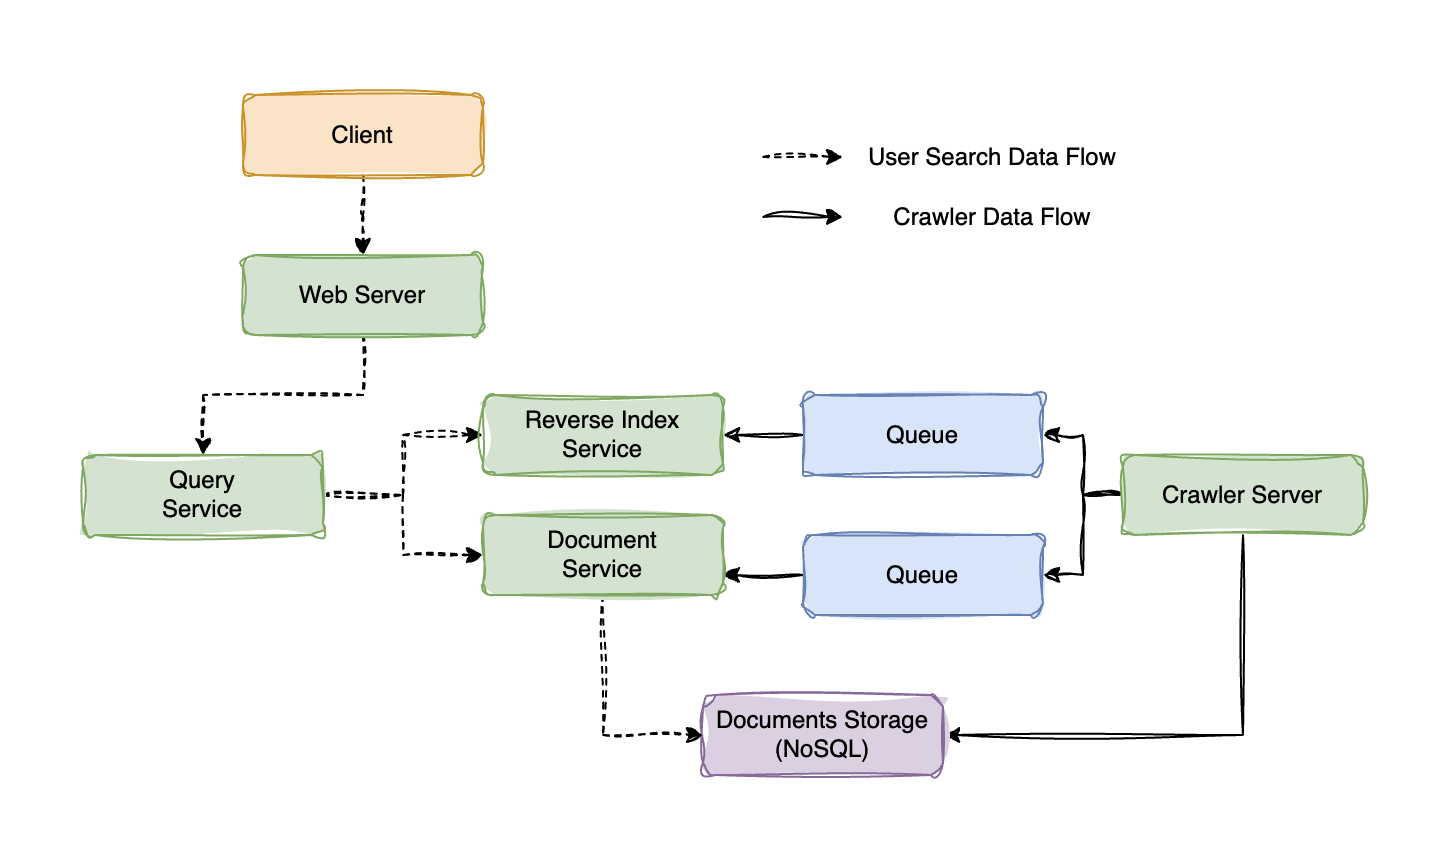 Client
User Search Data Flow
Crawler Data Flow
Web Server
Query
Service
Reverse Index
Service
Queue
Crawler Server
Document
Service
Queue
Documents Storage
(NoSQL)